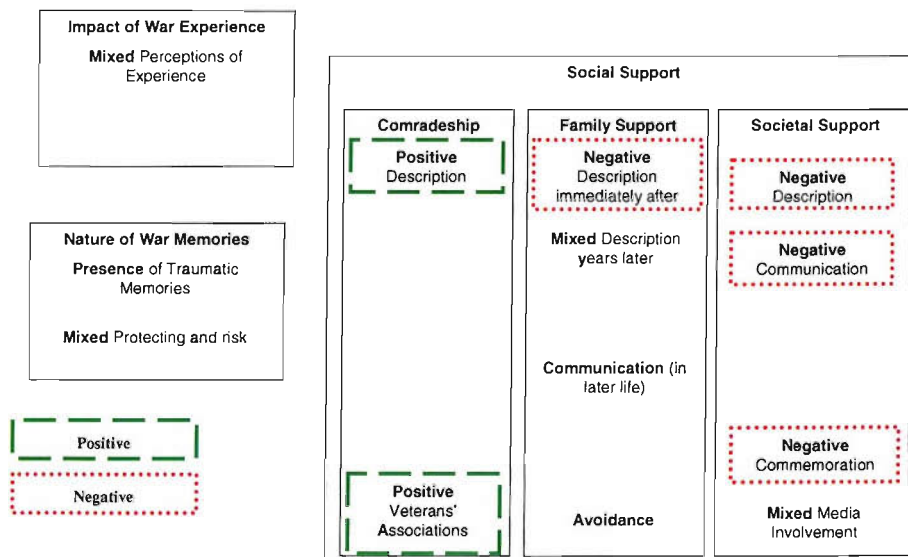 Impact of War Experience
Mixed Perceptions of
Experience
Nature of War Memories
Presence of Traumatic
Memories
Mixed Protecting and risk
Positive
Negative
Social Support
Comradeship
Positive
Description
Positive
Veterans'
Associations
Family Support
Negative
Description
immediately after
Mixed Description
years later
Communication (in
later life)
Avoidance
Societal Support
Negative
Description
Negative
Communication
Negative
Commemoration
Mixed Media
Involvement